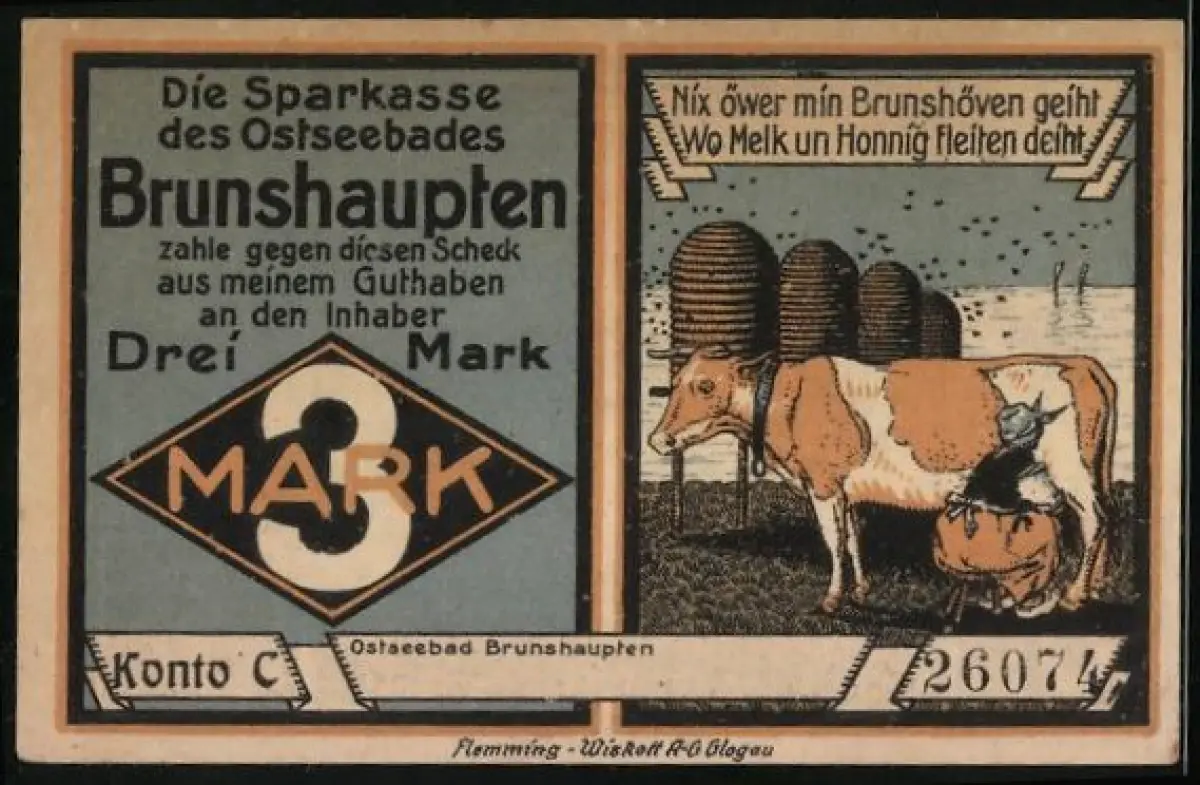 Die Sparkasse
des Ostseebades
Brunshaupten
zahle gegen diesen Scheck
aus meinem Guthaben
an den Inhaber
Drei Mark
3
MARK
Konto C
Ostseebad Brunshaupten
Nix öwer min Brunshöven geiht
Wo Melk un Honnig fleiten deiht.
26074
Flemming-Wiskott A-G Glogau